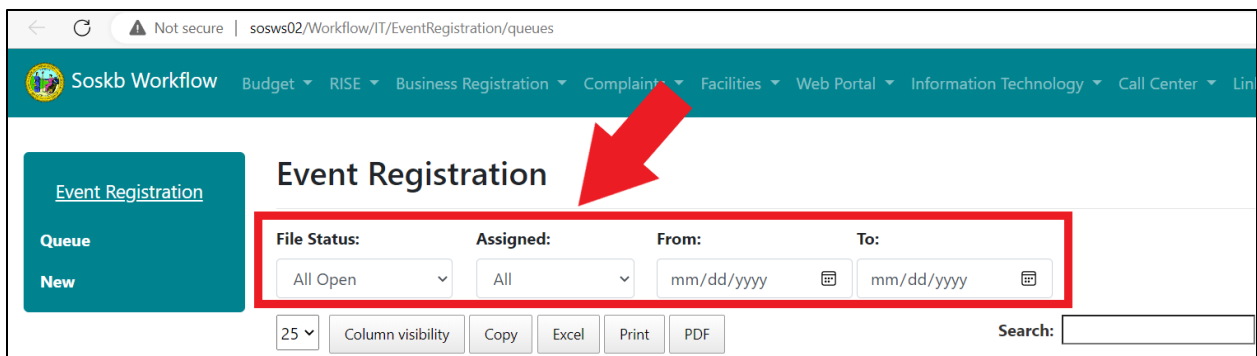 Not secure | sosws02/Workflow/IT/EventRegistration/queues
Soskb Workflow Budget RISE Business Registration Complaints Facilities Web Portal Information Technology Call Center Lin
Event Registration
Queue
New
Event Registration
File Status: Assigned: From: To:
All Open All mm/dd/yyyy mm/dd/yyyy
25 Column visibility Copy Excel Print PDF Search: